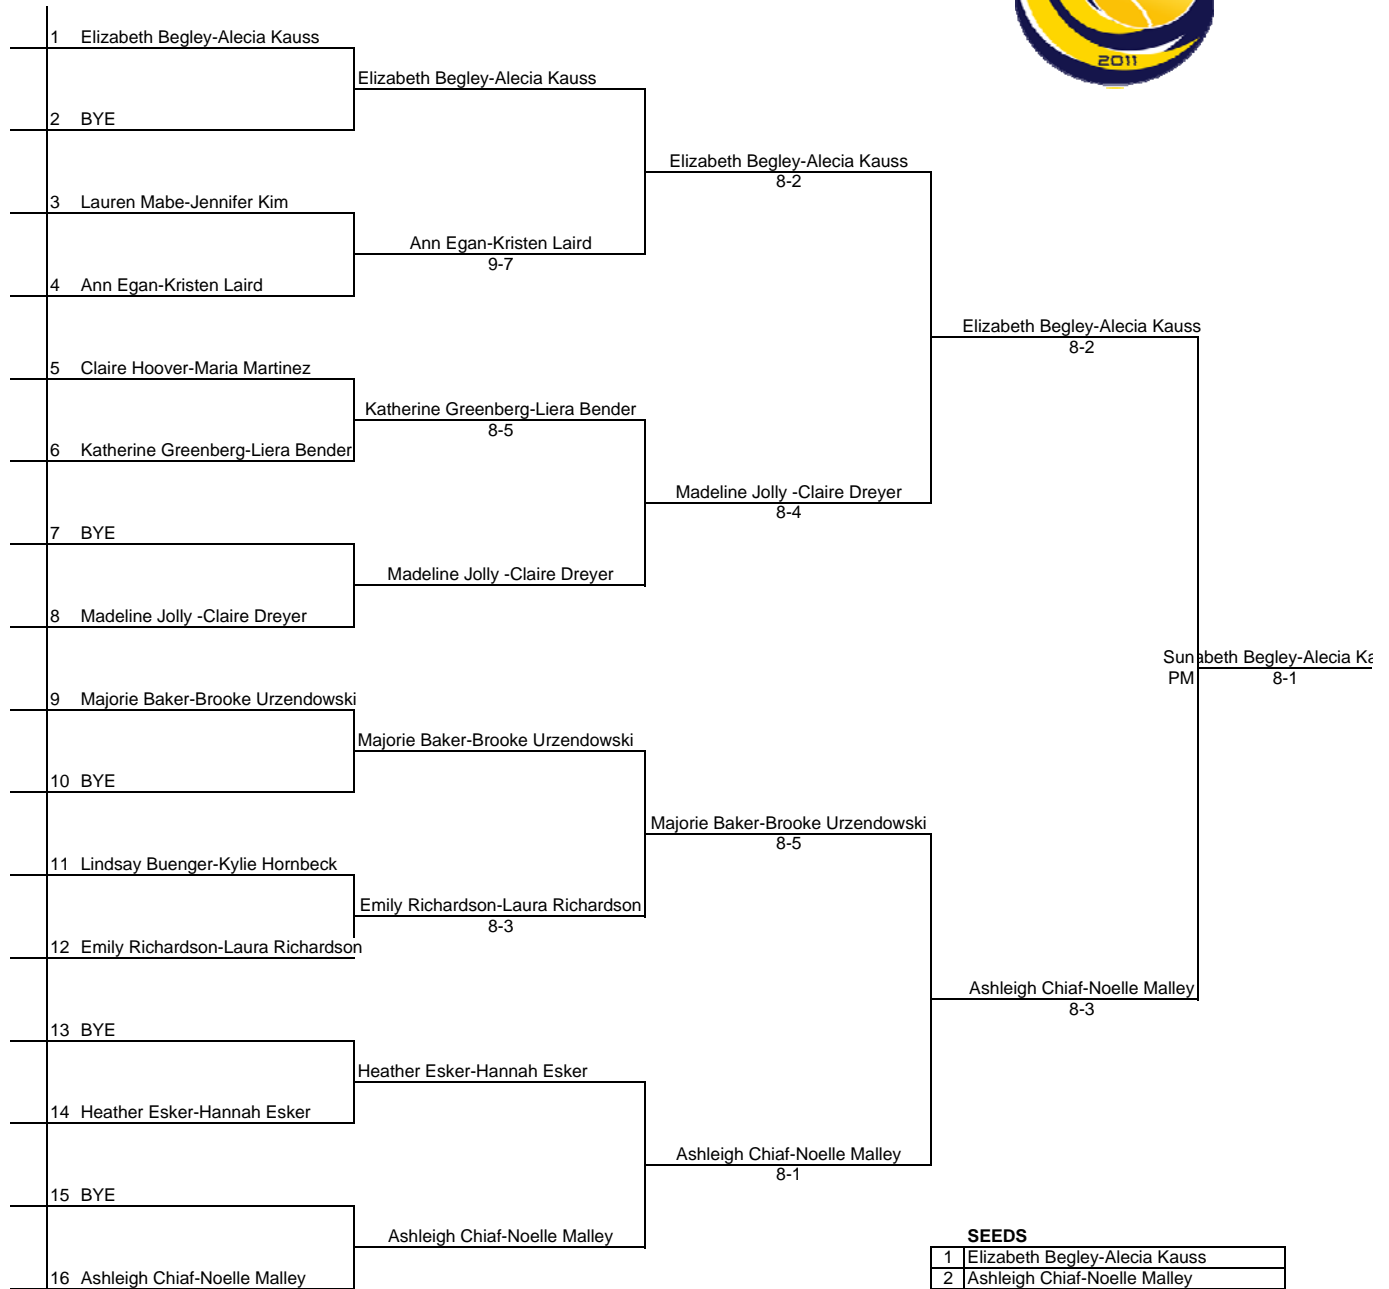 2011
1 Elizabeth Begley-Alecia Kauss
Elizabeth Begley-Alecia Kauss
2 BYE
Elizabeth Begley-Alecia Kauss
8-2
3 Lauren Mabe-Jennifer Kim
Ann Egan-Kristen Laird
9-7
4 Ann Egan-Kristen Laird
Elizabeth Begley-Alecia Kauss
8-2
5 Claire Hoover-Maria Martinez
Katherine Greenberg-Liera Bender
8-5
6 Katherine Greenberg-Liera Bender
Madeline Jolly -Claire Dreyer
8-4
7 BYE
Madeline Jolly -Claire Dreyer
8 Madeline Jolly -Claire Dreyer
Sun abeth Begley-Alecia Ka
PM 8-1
9 Majorie Baker-Brooke Urzendowski
Majorie Baker-Brooke Urzendowski
10 BYE
Majorie Baker-Brooke Urzendowski
8-5
11 Lindsay Buenger-Kylie Hornbeck
Emily Richardson-Laura Richardson
8-3
12 Emily Richardson-Laura Richardson
Ashleigh Chiaf-Noelle Malley
8-3
13 BYE
Heather Esker-Hannah Esker
14 Heather Esker-Hannah Esker
Ashleigh Chiaf-Noelle Malley
8-1
15 BYE
Ashleigh Chiaf-Noelle Malley
16 Ashleigh Chiaf-Noelle Malley
SEEDS
1 Elizabeth Begley-Alecia Kauss
2 Ashleigh Chiaf-Noelle Malley